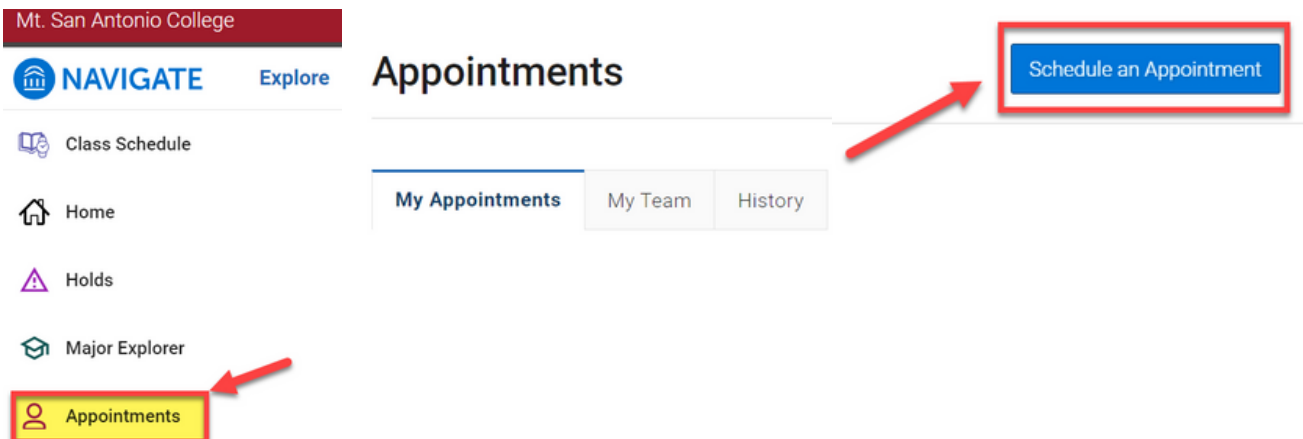 Mt. San Antonio College
NAVIGATE Explore
Class Schedule
Home
Holds
Major Explorer
Appointments
Appointments
Schedule an Appointment
My Appointments My Team History